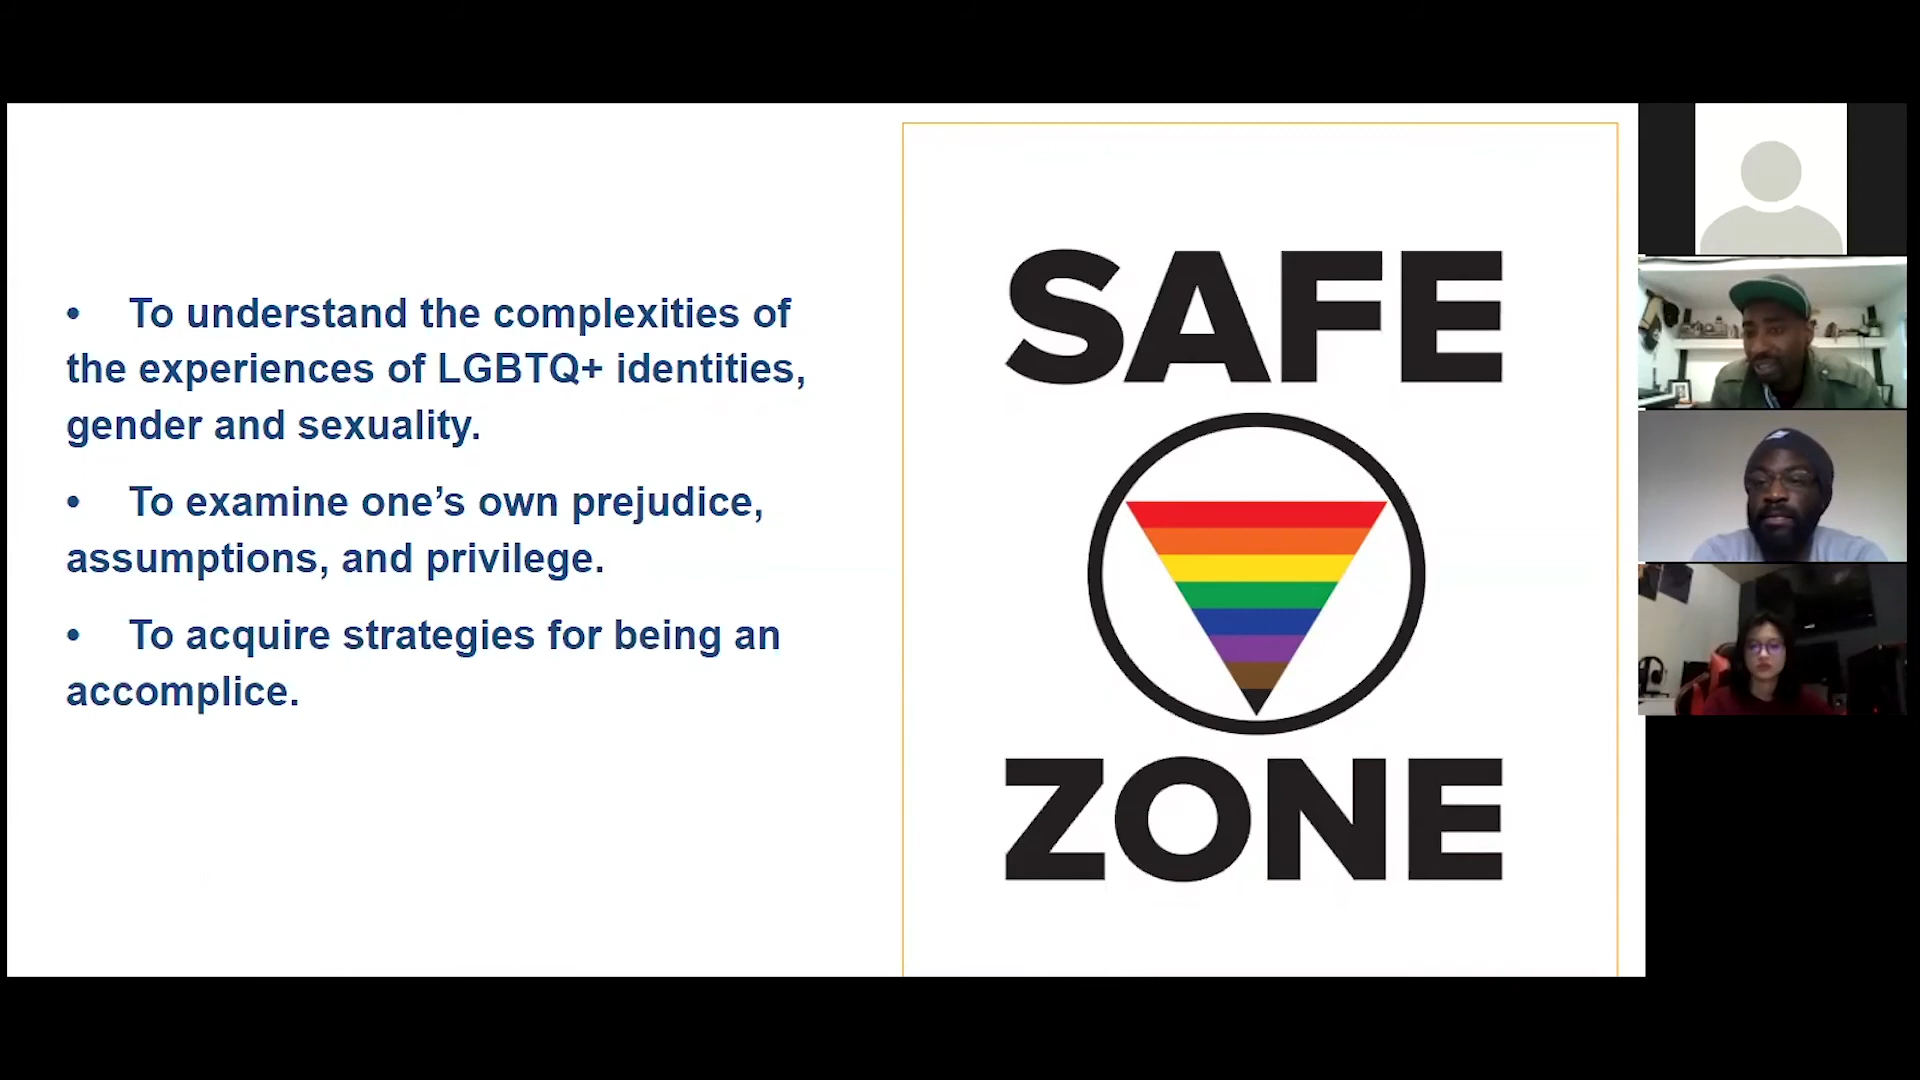 • To understand the complexities of
the experiences of LGBTQ+ identities,
gender and sexuality.
• To examine one’s own prejudice,
assumptions, and privilege.
• To acquire strategies for being an
accomplice.
SAFE
ZONE